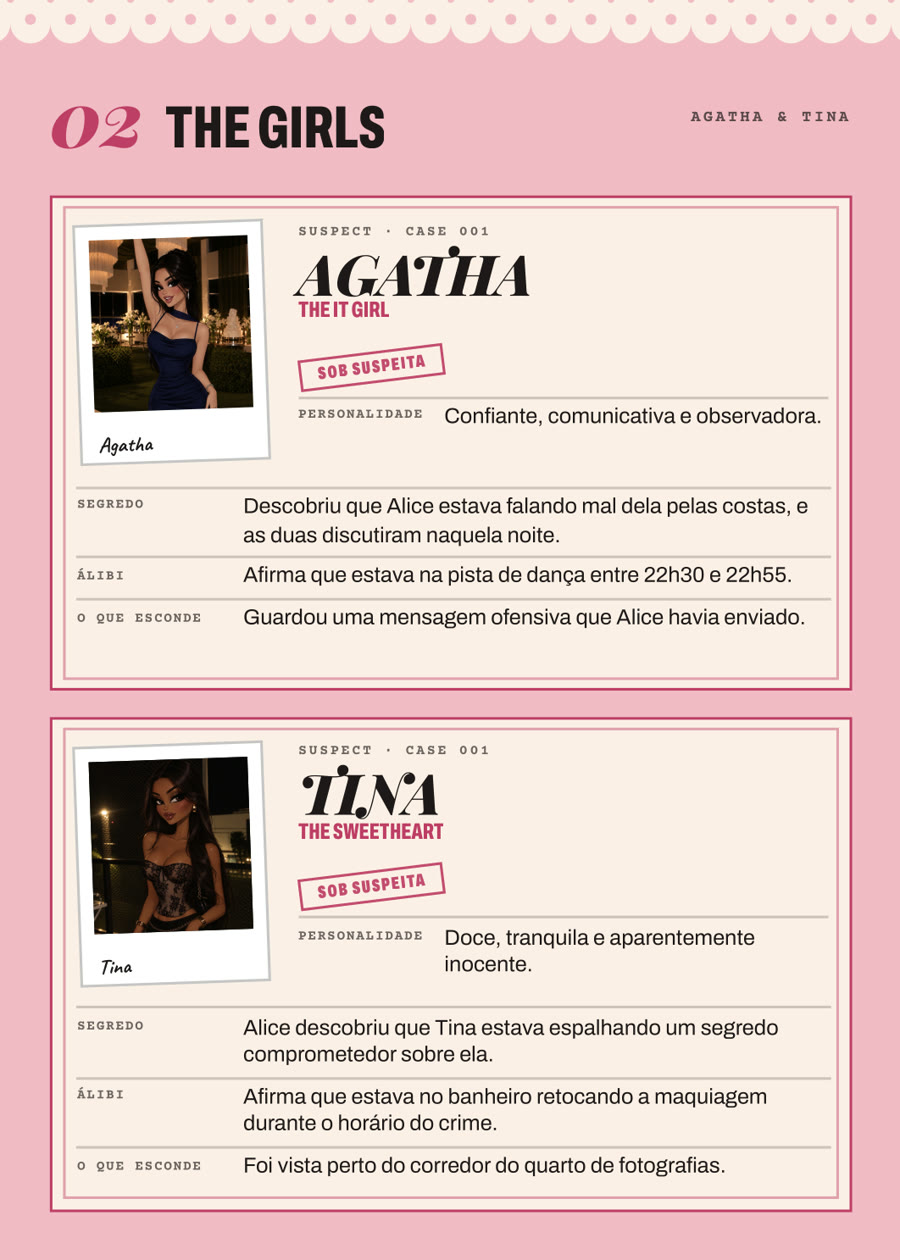 02 THE GIRLS
AGATHA & TINA
SUSPECT · CASE 001
AGATHA
THE IT GIRL
SOB SUSPEITA
PERSONALIDADE Confiante, comunicativa e observadora.
Agatha
SEGREDO Descobriu que Alice estava falando mal dela pelas costas, e
as duas discutiram naquela noite.
ÁLIBI Afirma que estava na pista de dança entre 22h30 e 22h55.
O QUE ESCONDE Guardou uma mensagem ofensiva que Alice havia enviado.
SUSPECT · CASE 001
TINA
THE SWEETHEART
SOB SUSPEITA
PERSONALIDADE Doce, tranquila e aparentemente
inocente.
Tina
SEGREDO Alice descobriu que Tina estava espalhando um segredo
comprometedor sobre ela.
ÁLIBI Afirma que estava no banheiro retocando a maquiagem
durante o horário do crime.
O QUE ESCONDE Foi vista perto do corredor do quarto de fotografias.